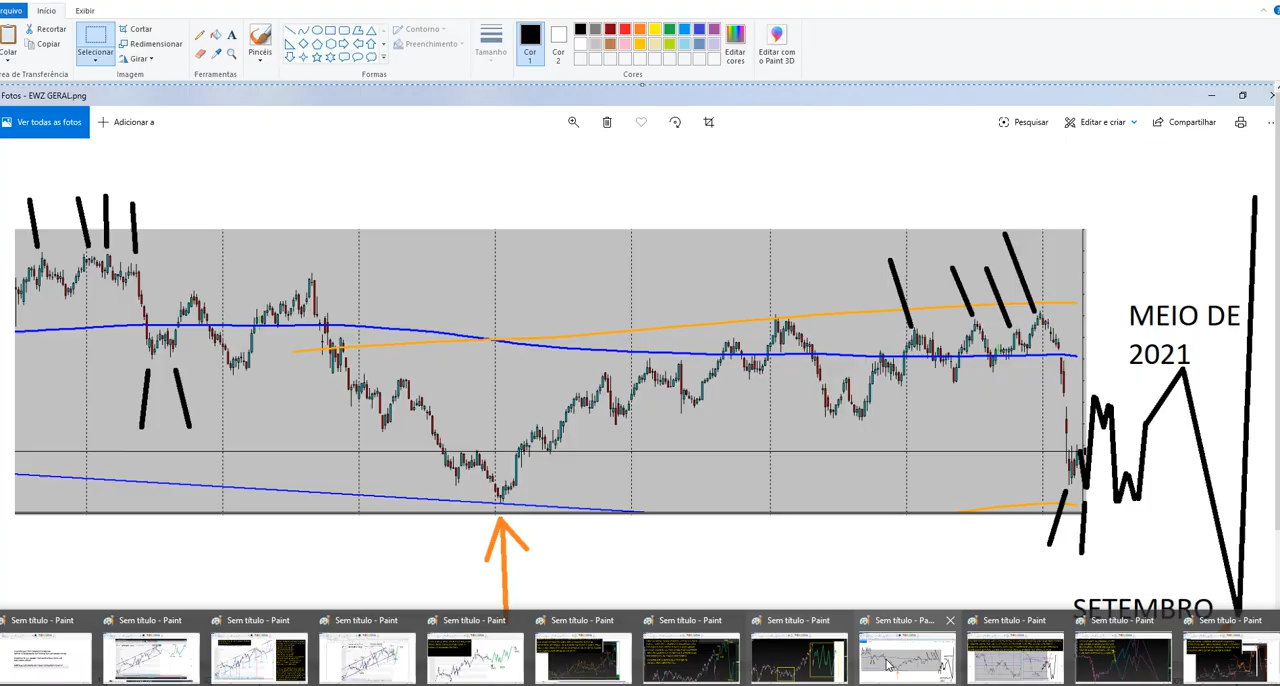 rquivo Início Exibir
Colar
Recortar
Copiar
rea de Transferência
Selecionar
Cortar
Redimensionar
Girar
Imagem
A
Ferramentas
Pincéis
Contorno
Preenchimento
Formas
Tamanho
Cor
1
Cor
2
Cores
Editar
cores
Editar com
o Paint 3D
Fotos - EWZ GERAL.png
Ver todas as fotos
Adicionar a
Pesquisar
Editar e criar
Compartilhar
MEIO DE
2021
SETEMBRO
Sem título - Paint
Sem título - Paint
Sem título - Paint
Sem título - Paint
Sem título - Paint
Sem título - Paint
Sem título - Paint
Sem título - Paint
Sem título - Pa...
Sem título - Paint
Sem título - Paint
Sem título - Paint